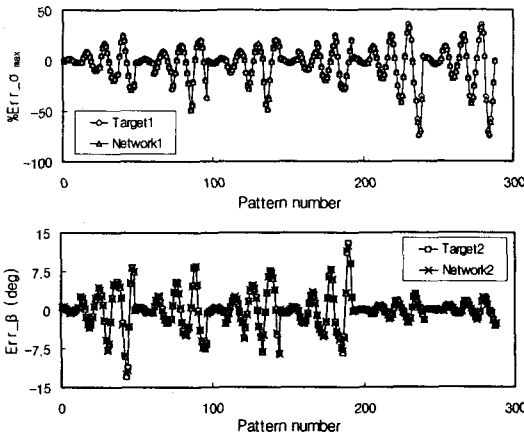 50
0
-50
-100
%Err_σ max
Target1
Network1
0
100
200
300
Pattern number
15
7.5
0
-7.5
-15
Err_β (deg)
Target2
Network2
0
100
200
300
Pattern number